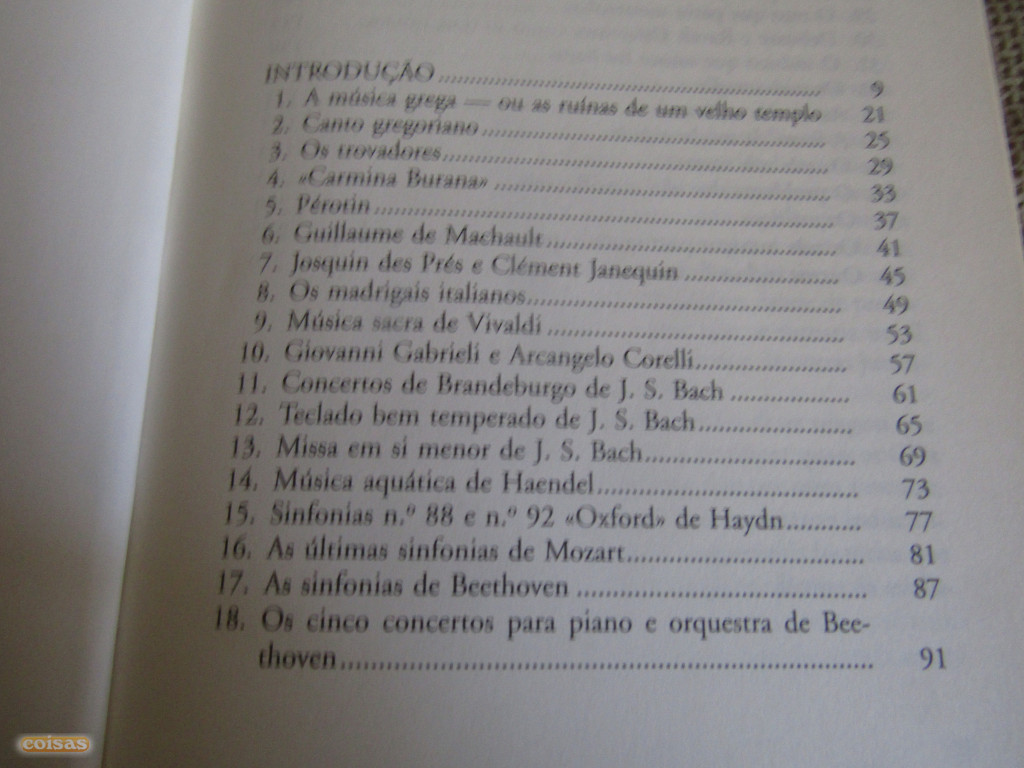 INTRODUÇÃO.......... 9
1. A música grega — ou as ruínas de um velho templo 21
2. Canto gregoriano.......... 25
3. Os trovadores.......... 29
4. «Carmina Burana».......... 33
5. Pérotin.......... 37
6. Guillaume de Machault.......... 41
7. Josquin des Prés e Clément Janequin.......... 45
8. Os madrigais italianos.......... 49
9. Música sacra de Vivaldi.......... 53
10. Giovanni Gabrieli e Arcangelo Corelli.......... 57
11. Concertos de Brandeburgo de J. S. Bach.......... 61
12. Teclado bem temperado de J. S. Bach.......... 65
13. Missa em si menor de J. S. Bach.......... 69
14. Música aquática de Haendel.......... 73
15. Sinfonias n.º 88 e n.º 92 «Oxford» de Haydn.......... 77
16. As últimas sinfonias de Mozart.......... 81
17. As sinfonias de Beethoven.......... 87
18. Os cinco concertos para piano e orquestra de Bee-
thoven.......... 91
coisas